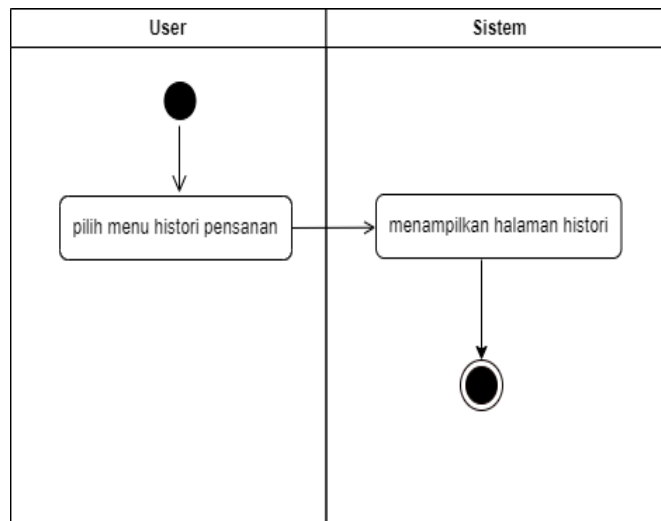 User
Sistem
pilih menu histori pensanan
menampilkan halaman histori